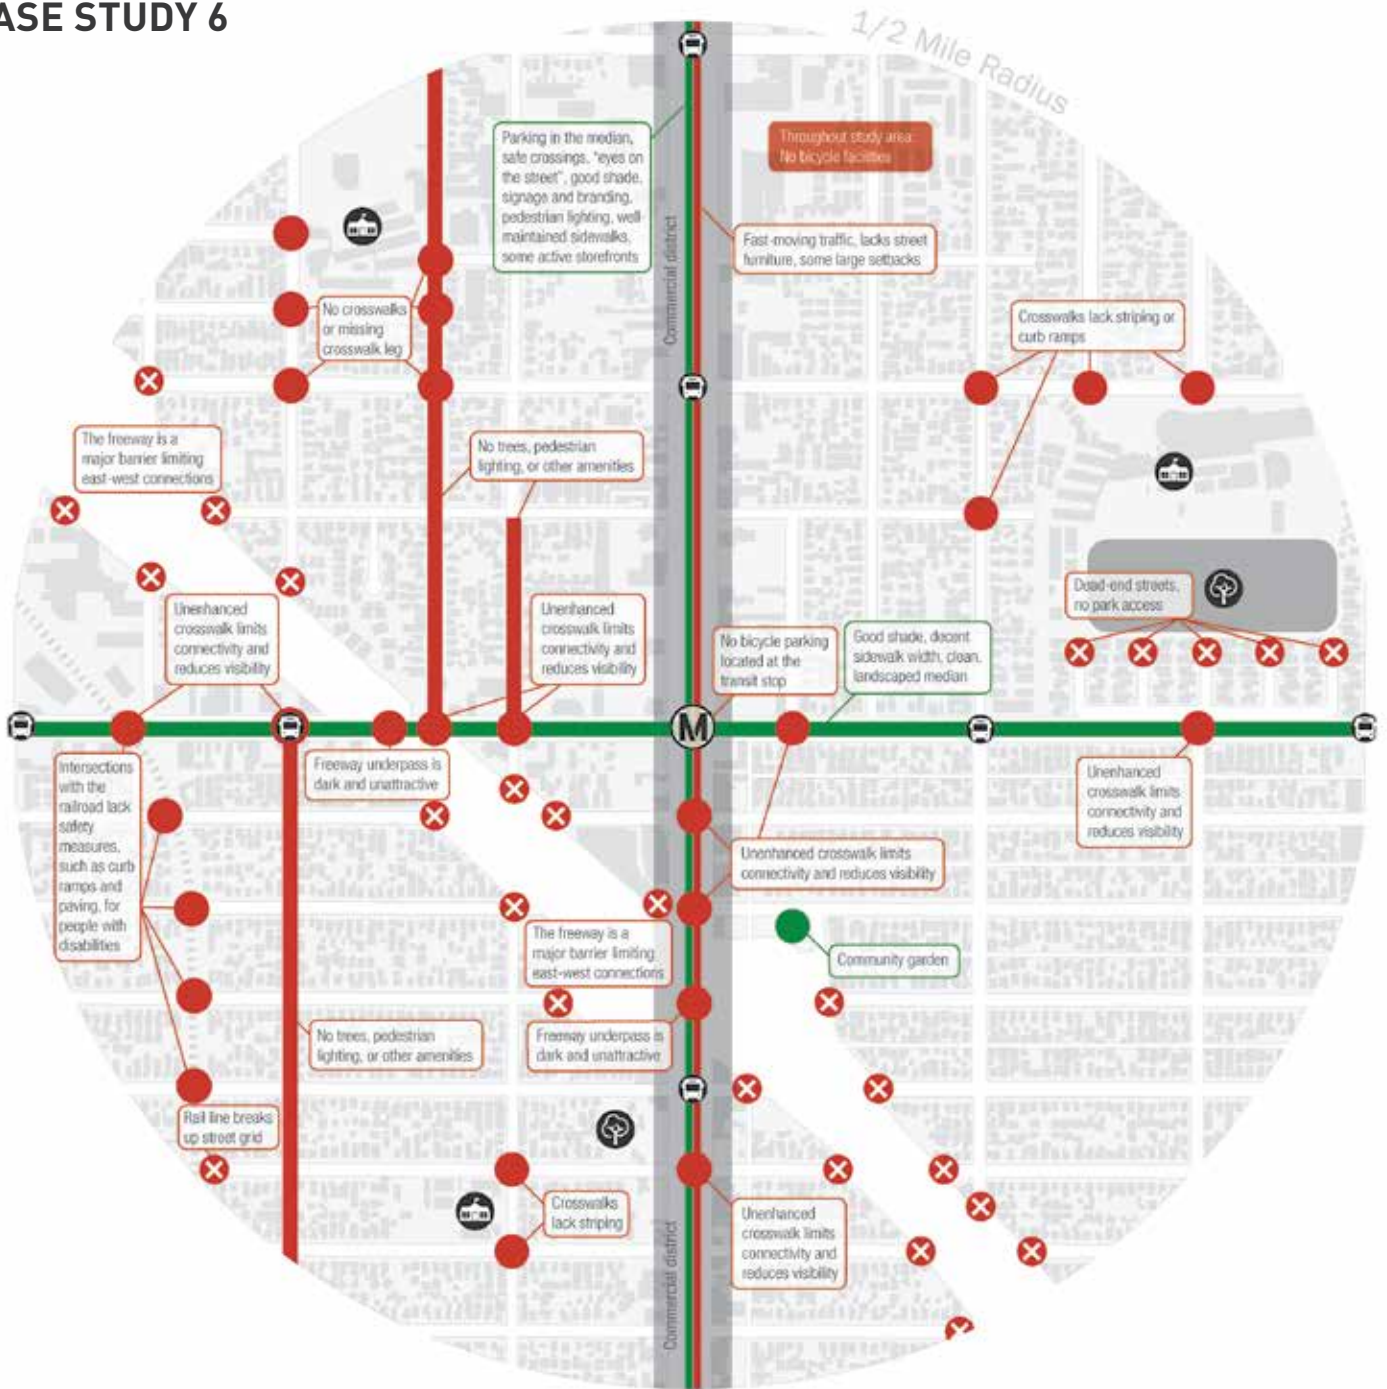 ASE STUDY 6
1/2 Mile Radius
Parking in the median,
safe crossings, "eyes on
the street", good shade,
signage and branding,
pedestrian lighting, well-
maintained sidewalks,
some active storefronts
Throughout study area:
No bicycle facilities
Commercial district
Fast-moving traffic, lacks street
furniture, some large setbacks
No crosswalks
or missing
crosswalk leg
Crosswalks lack striping or
curb ramps
The freeway is a
major barrier limiting
east-west connections
No trees, pedestrian
lighting, or other amenities
Dead-end streets,
no park access
Unenhanced
crosswalk limits
connectivity and
reduces visibility
Unenhanced
crosswalk limits
connectivity and
reduces visibility
No bicycle parking
located at the
transit stop
Good shade, decent
sidewalk width, clean,
landscaped median
M
Intersections
with the
railroad lack
safety
measures,
such as curb
ramps and
paving, for
people with
disabilities
Freeway underpass is
dark and unattractive
Unenhanced
crosswalk limits
connectivity and
reduces visibility
Unenhanced crosswalk limits
connectivity and reduces visibility
The freeway is a
major barrier limiting
east-west connections
Community garden
No trees, pedestrian
lighting, or other amenities
Freeway underpass is
dark and unattractive
Rail line breaks
up street grid
Crosswalks
lack striping
Unenhanced
crosswalk limits
connectivity and
reduces visibility
Commercial district